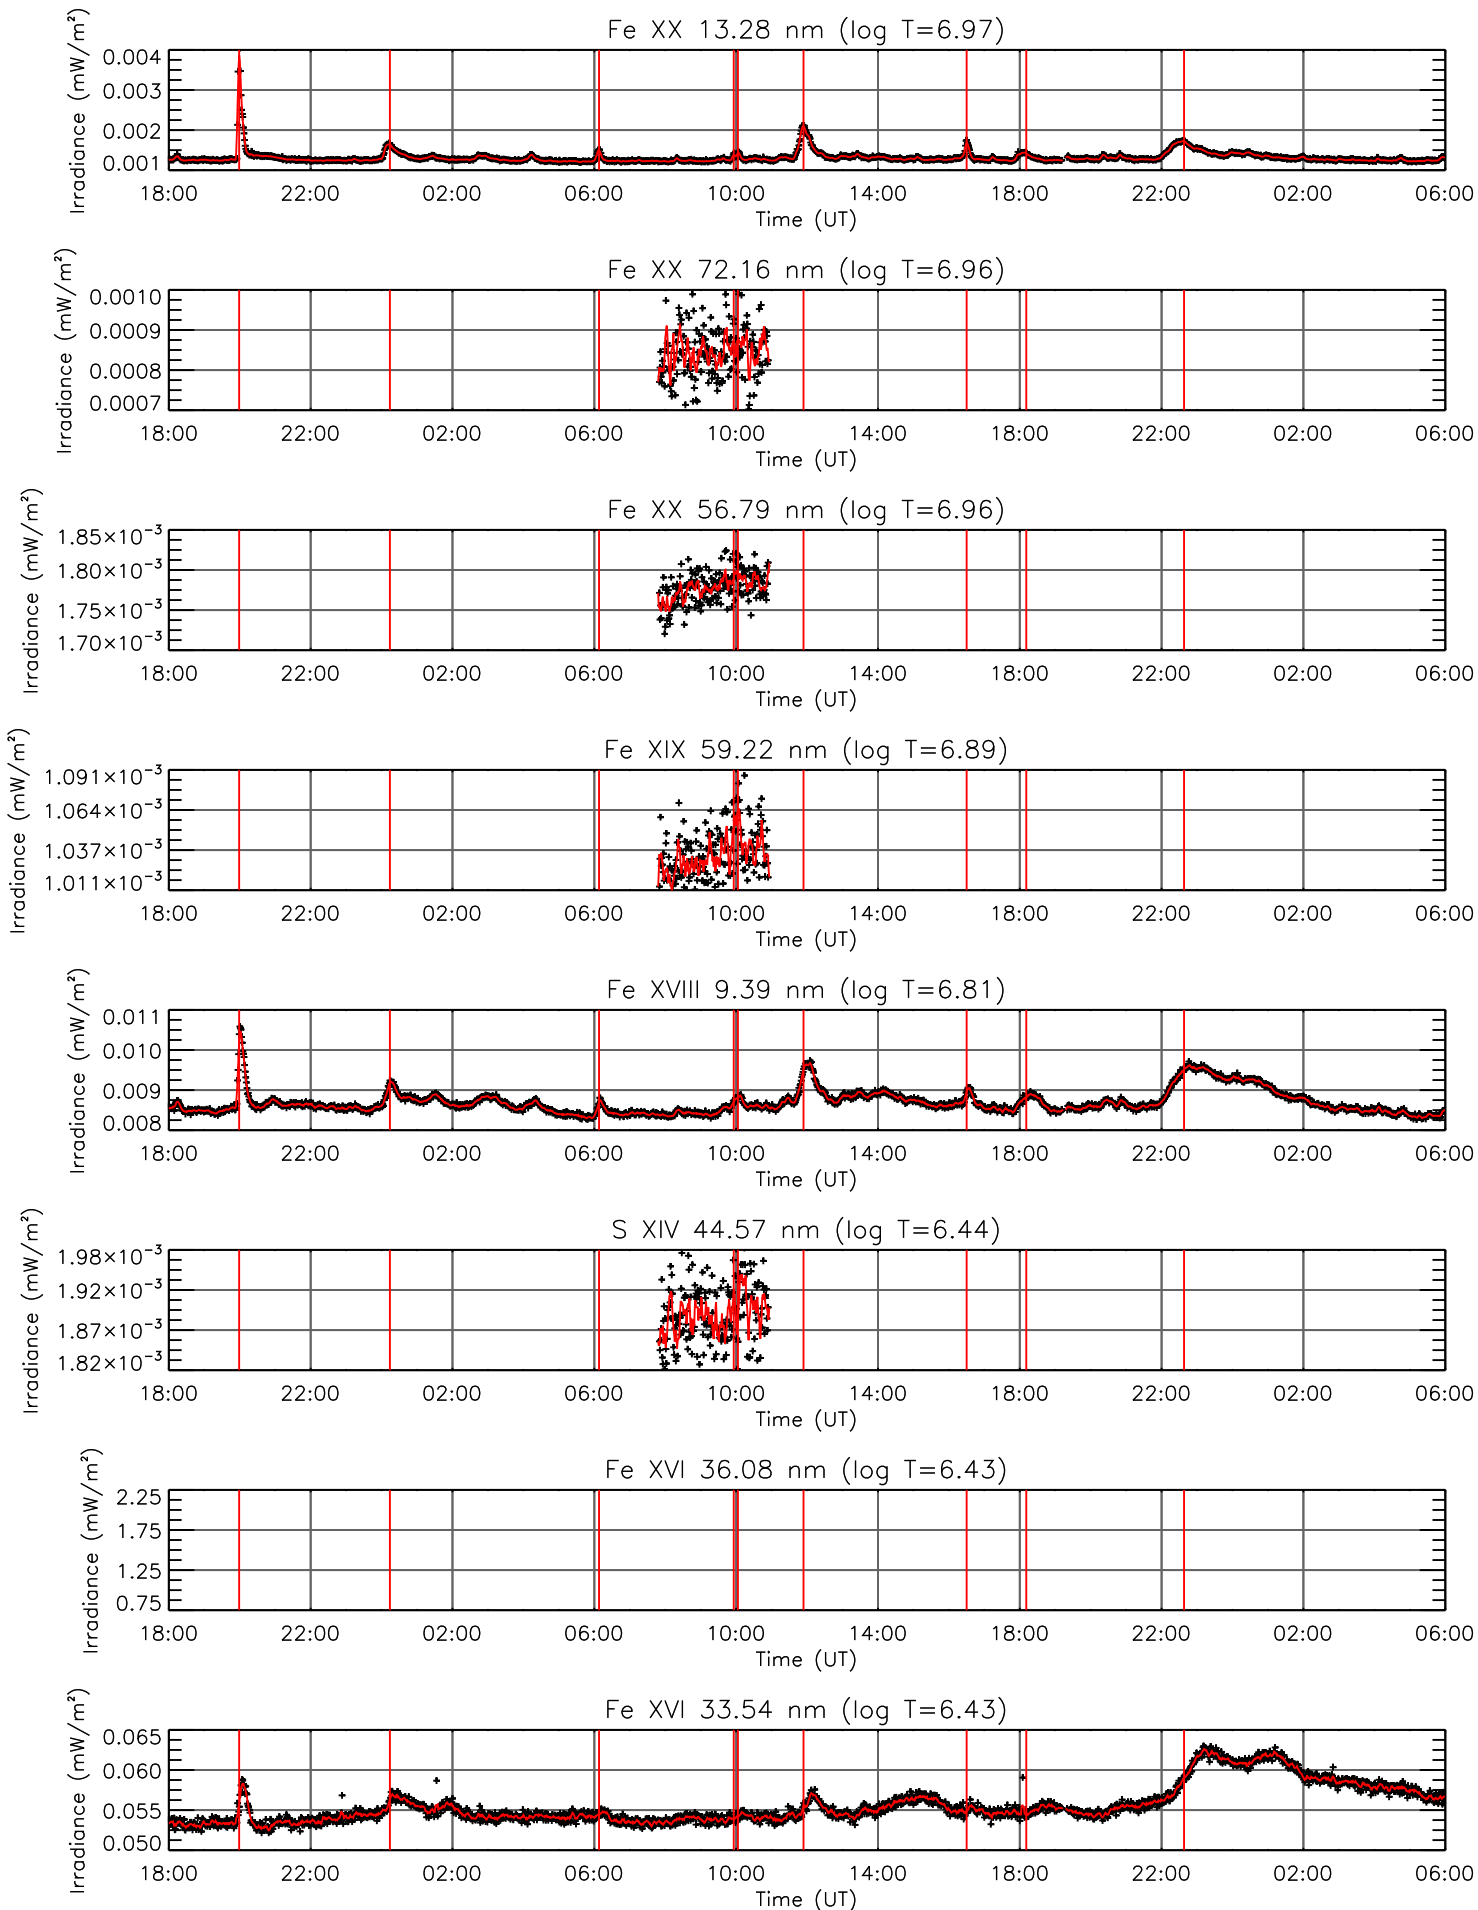 Fe XX 13.28 nm (log T=6.97)
Irradiance (mW/m²)
0.004
0.003
0.002
0.001
18:00 22:00 02:00 06:00 10:00 14:00 18:00 22:00 02:00 06:00
Time (UT)
Fe XX 72.16 nm (log T=6.96)
Irradiance (mW/m²)
0.0010
0.0009
0.0008
0.0007
18:00 22:00 02:00 06:00 10:00 14:00 18:00 22:00 02:00 06:00
Time (UT)
Fe XX 56.79 nm (log T=6.96)
Irradiance (mW/m²)
1.85×10⁻³
1.80×10⁻³
1.75×10⁻³
1.70×10⁻³
18:00 22:00 02:00 06:00 10:00 14:00 18:00 22:00 02:00 06:00
Time (UT)
Fe XIX 59.22 nm (log T=6.89)
Irradiance (mW/m²)
1.091×10⁻³
1.064×10⁻³
1.037×10⁻³
1.011×10⁻³
18:00 22:00 02:00 06:00 10:00 14:00 18:00 22:00 02:00 06:00
Time (UT)
Fe XVIII 9.39 nm (log T=6.81)
Irradiance (mW/m²)
0.011
0.010
0.009
0.008
18:00 22:00 02:00 06:00 10:00 14:00 18:00 22:00 02:00 06:00
Time (UT)
S XIV 44.57 nm (log T=6.44)
Irradiance (mW/m²)
1.98×10⁻³
1.92×10⁻³
1.87×10⁻³
1.82×10⁻³
18:00 22:00 02:00 06:00 10:00 14:00 18:00 22:00 02:00 06:00
Time (UT)
Fe XVI 36.08 nm (log T=6.43)
Irradiance (mW/m²)
2.25
1.75
1.25
0.75
18:00 22:00 02:00 06:00 10:00 14:00 18:00 22:00 02:00 06:00
Time (UT)
Fe XVI 33.54 nm (log T=6.43)
Irradiance (mW/m²)
0.065
0.060
0.055
0.050
18:00 22:00 02:00 06:00 10:00 14:00 18:00 22:00 02:00 06:00
Time (UT)